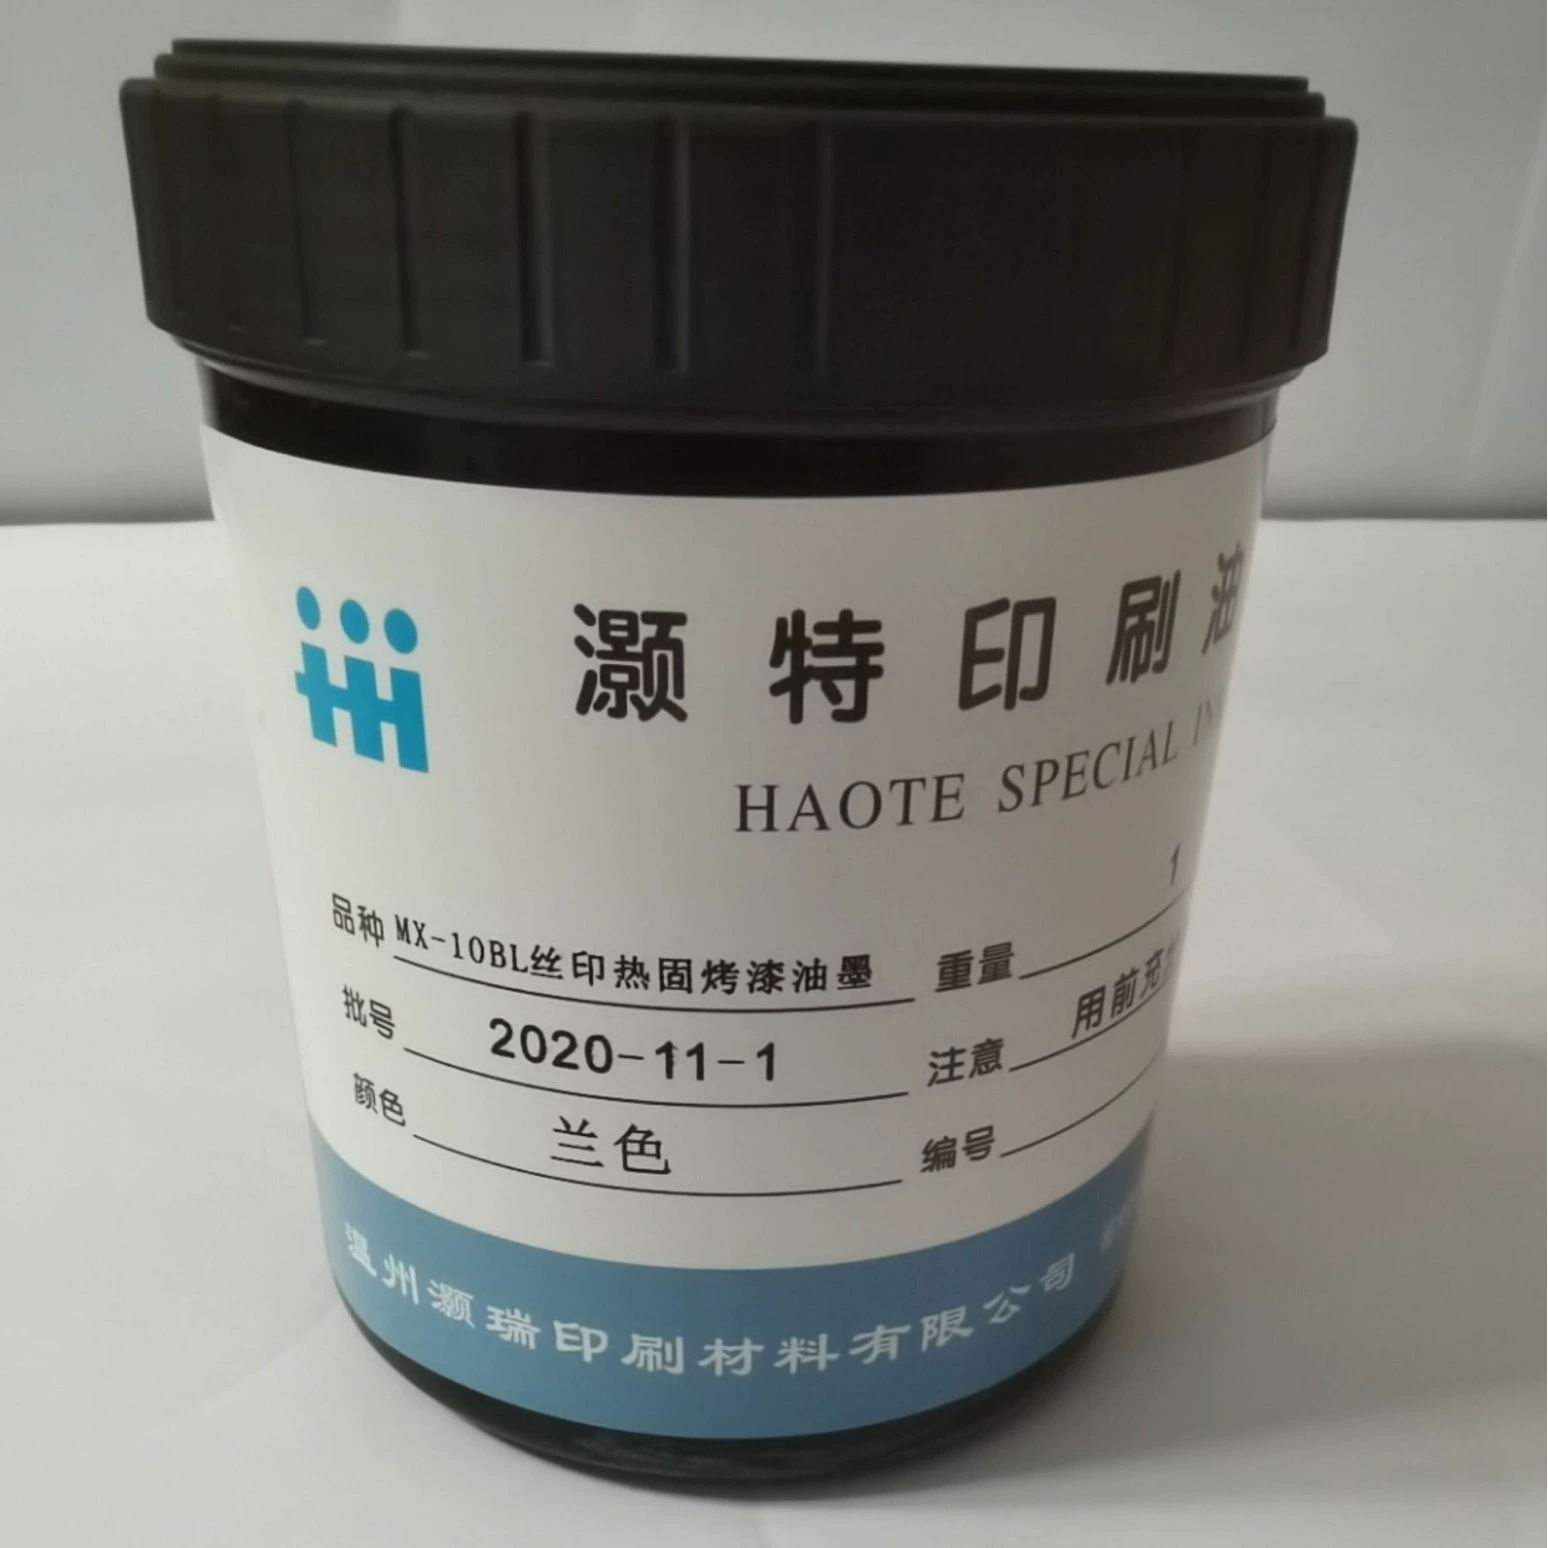 灏特印刷油
HAOTE SPECIAL IN
品种 MX-10BL丝印热固烤漆油墨 重量 1
批号 2020-11-1 注意 用前充
颜色 兰色 编号
温州灏瑞印刷材料有限公司